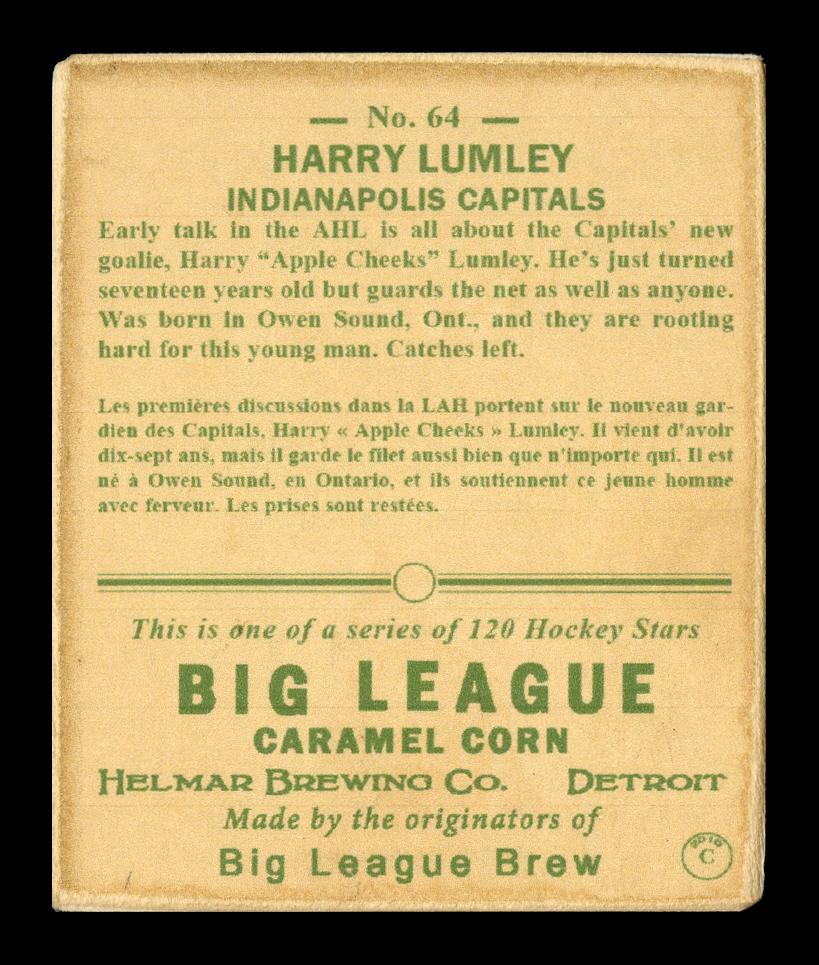 — No. 64 —
HARRY LUMLEY
INDIANAPOLIS CAPITALS
Early talk in the AHL is all about the Capitals' new
goalie, Harry “Apple Cheeks” Lumley. He's just turned
seventeen years old but guards the net as well as anyone.
Was born in Owen Sound, Ont., and they are rooting
hard for this young man. Catches left.
Les premières discussions dans la LAH portent sur le nouveau gar-
dien des Capitals, Harry « Apple Cheeks » Lumley. Il vient d'avoir
dix-sept ans, mais il garde le filet aussi bien que n'importe qui. Il est
né à Owen Sound, en Ontario, et ils soutiennent ce jeune homme
avec ferveur. Les prises sont restées.
This is one of a series of 120 Hockey Stars
BIG LEAGUE
CARAMEL CORN
HELMAR BREWING CO. DETROIT
Made by the originators of
Big League Brew
C